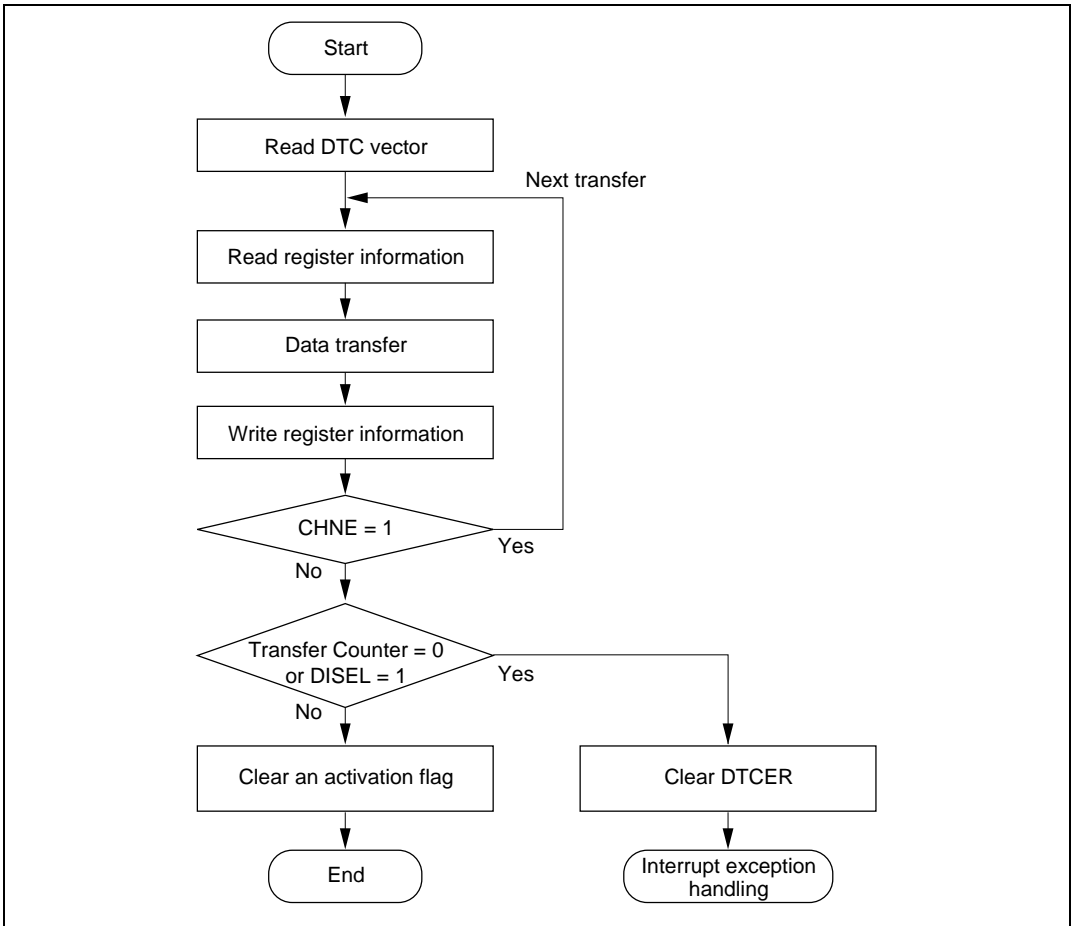 Start
Read DTC vector
Next transfer
Read register information
Data transfer
Write register information
CHNE = 1
Yes
No
Transfer Counter = 0
or DISEL = 1
Yes
No
Clear an activation flag
Clear DTCER
End
Interrupt exception
handling